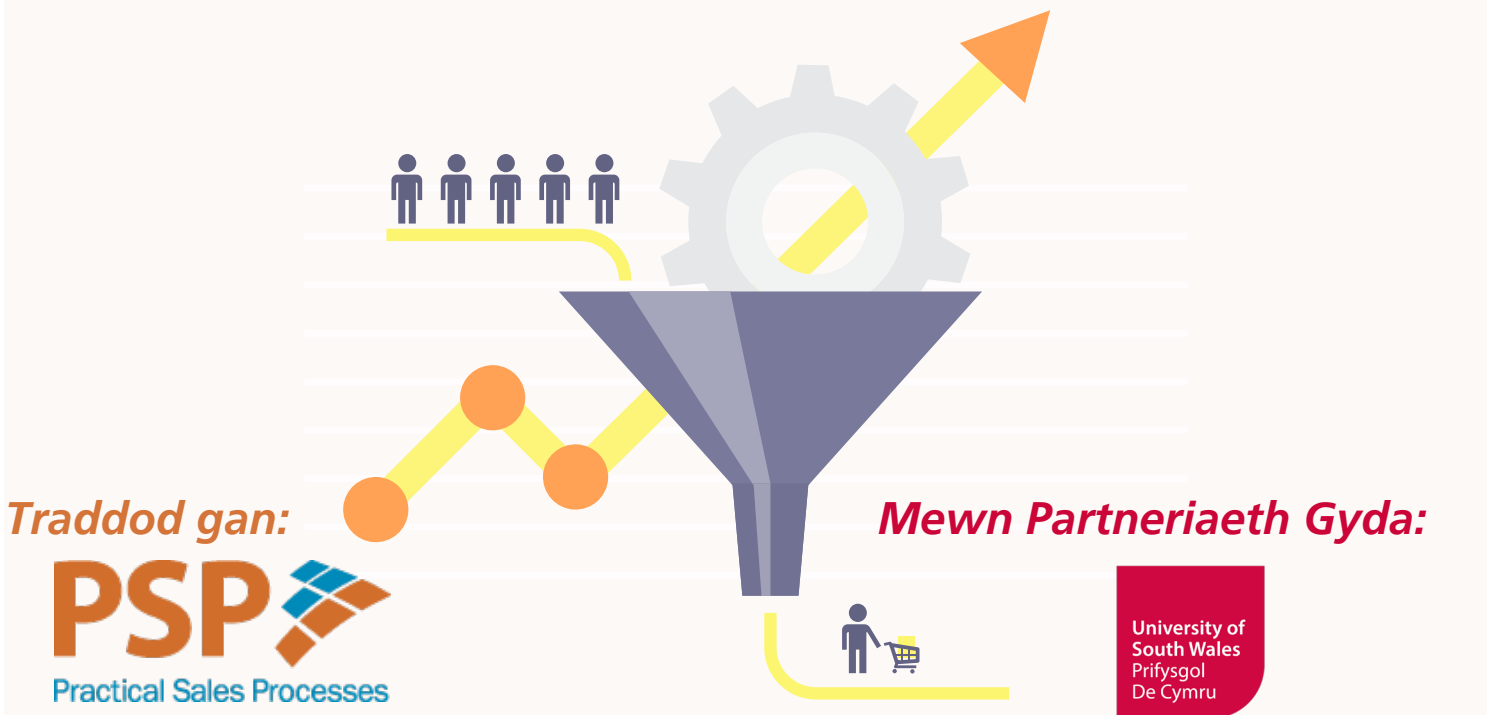 Traddod gan:
PSP
Practical Sales Processes
Mewn Partneriaeth Gyda:
University of
South Wales
Prifysgol
De Cymru